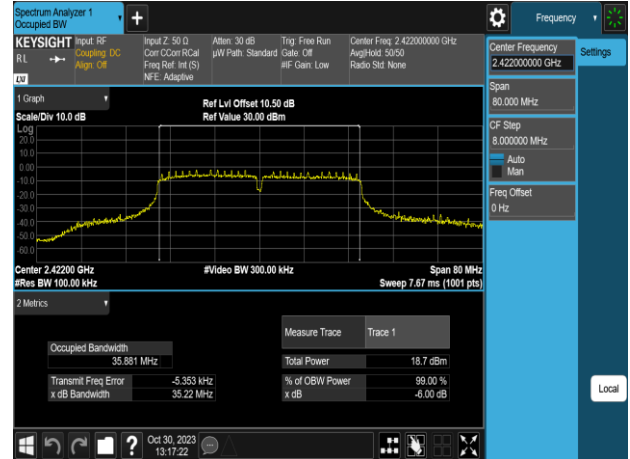 Spectrum Analyzer 1
Occupied BW
Frequency
KEYSIGHT
RL
LXI
Input: RF
Coupling: DC
Align: Off
Input Z: 50 Ω
Corr CCorr RCal
Freq Ref: Int (S)
NFE: Adaptive
Atten: 30 dB
µW Path: Standard
Trig: Free Run
Gate: Off
#IF Gain: Low
Center Freq: 2.422000000 GHz
Avg|Hold: 50/50
Radio Std: None
Center Frequency
2.422000000 GHz
Settings
Span
80.000 MHz
CF Step
8.000000 MHz
Auto
Man
Freq Offset
0 Hz
Local
1 Graph
Scale/Div 10.0 dB
Ref Lvl Offset 10.50 dB
Ref Value 30.00 dBm
Log
20.0
10.0
0.00
-10.0
-20.0
-30.0
-40.0
-50.0
-60.0
Center 2.42200 GHz
#Res BW 100.00 kHz
#Video BW 300.00 kHz
Span 80 MHz
Sweep 7.67 ms (1001 pts)
2 Metrics
Measure Trace Trace 1
Occupied Bandwidth
35.881 MHz
Total Power 18.7 dBm
Transmit Freq Error -5.353 kHz
% of OBW Power 99.00 %
x dB Bandwidth 35.22 MHz
x dB -6.00 dB
Oct 30, 2023
13:17:22